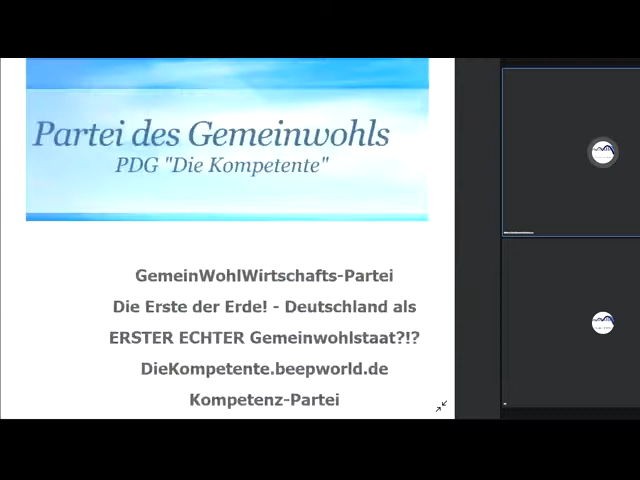 Partei des Gemeinwohls
PDG "Die Kompetente"
GemeinWohlWirtschafts-Partei
Die Erste der Erde! - Deutschland als
ERSTER ECHTER Gemeinwohlstaat?!?
DieKompetente.beepworld.de
Kompetenz-Partei